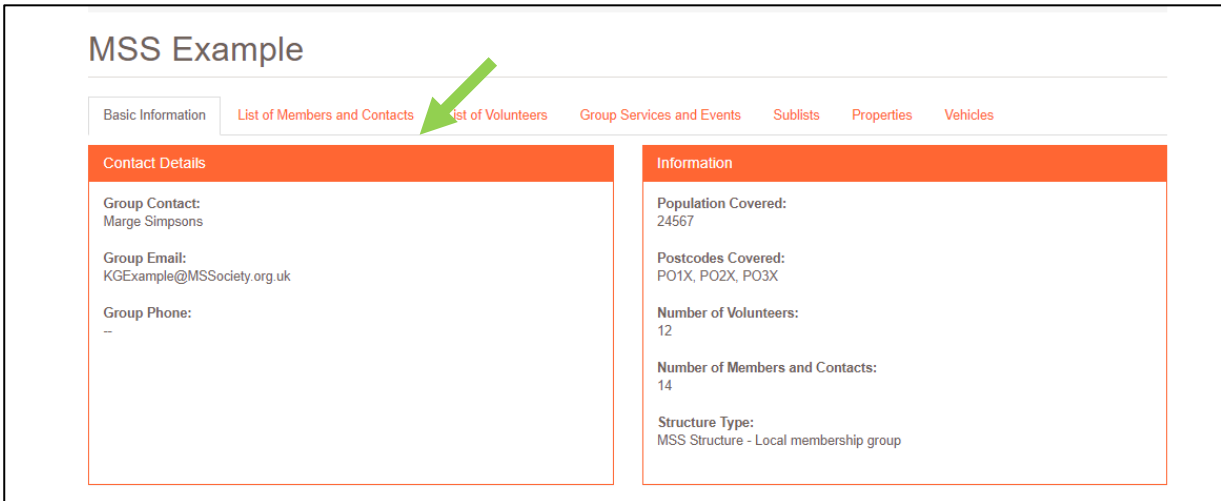 MSS Example
Basic Information List of Members and Contacts ist of Volunteers Group Services and Events Sublists Properties Vehicles
Contact Details
Group Contact:
Marge Simpsons
Group Email:
KGExample@MSSociety.org.uk
Group Phone:
--
Information
Population Covered:
24567
Postcodes Covered:
PO1X, PO2X, PO3X
Number of Volunteers:
12
Number of Members and Contacts:
14
Structure Type:
MSS Structure - Local membership group